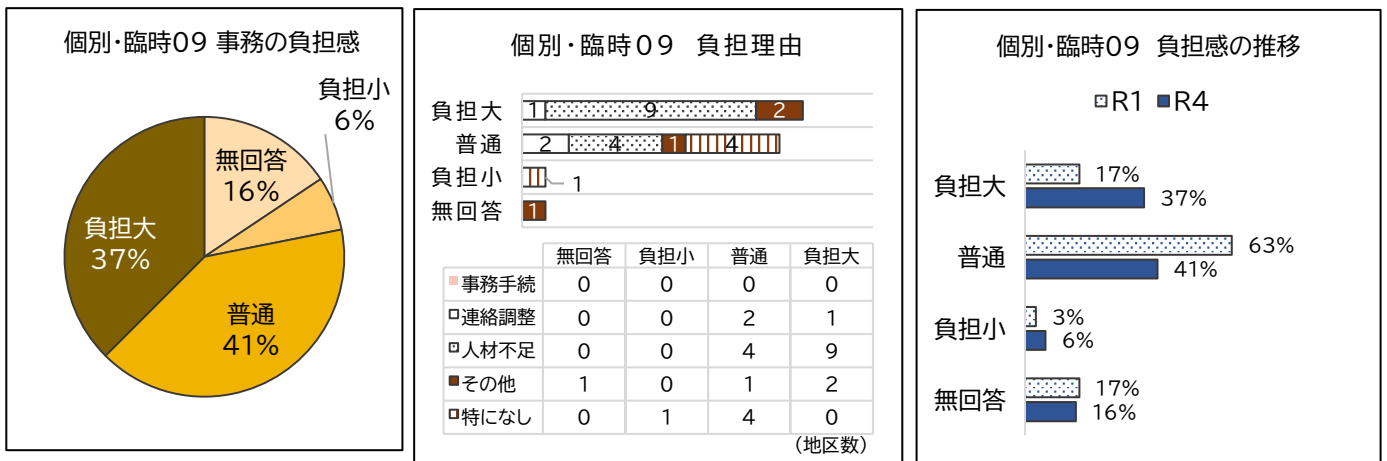 個別・臨時09 事務の負担感
負担小
6%
無回答
16%
負担大
37%
普通
41%
個別・臨時09 負担理由
負担大 1 9 2
普通 2 4 1 4
負担小 1
無回答 1
無回答 負担小 普通 負担大
事務手続 0 0 0 0
連絡調整 0 0 2 1
人材不足 0 0 4 9
その他 1 0 1 2
特になし 0 1 4 0
（地区数）
個別・臨時09 負担感の推移
R1 R4
負担大 17%
37%
普通 63%
41%
負担小 3%
6%
無回答 17%
16%